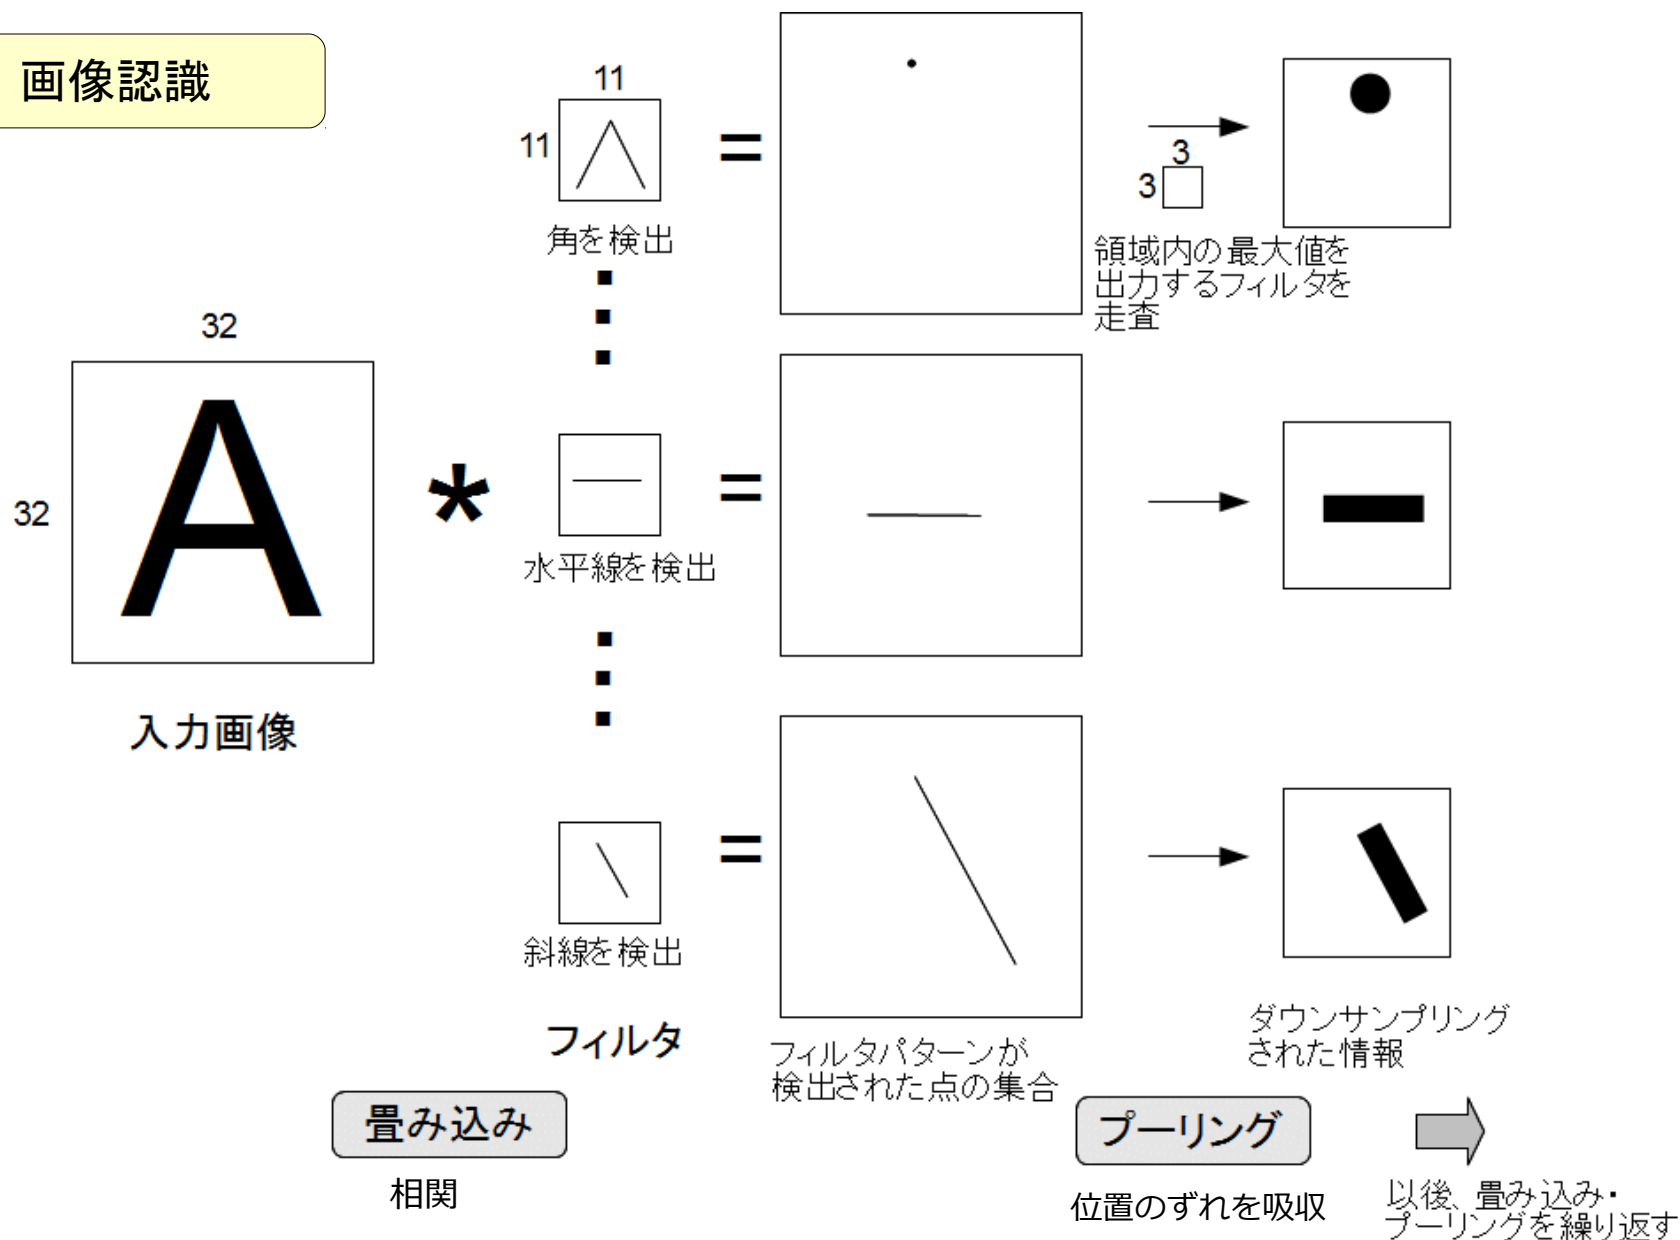 画像認識
11
11
=
角を検出
3
3
領域内の最大値を
出力するフィルタを
走査
32
32
A
*
=
水平線を検出
入力画像
=
斜線を検出
フィルタ
フィルタパターンが
検出された点の集合
ダウンサンプリング
された情報
畳み込み
相関
プーリング
位置のずれを吸収
以後、畳み込み・
プーリングを繰り返す